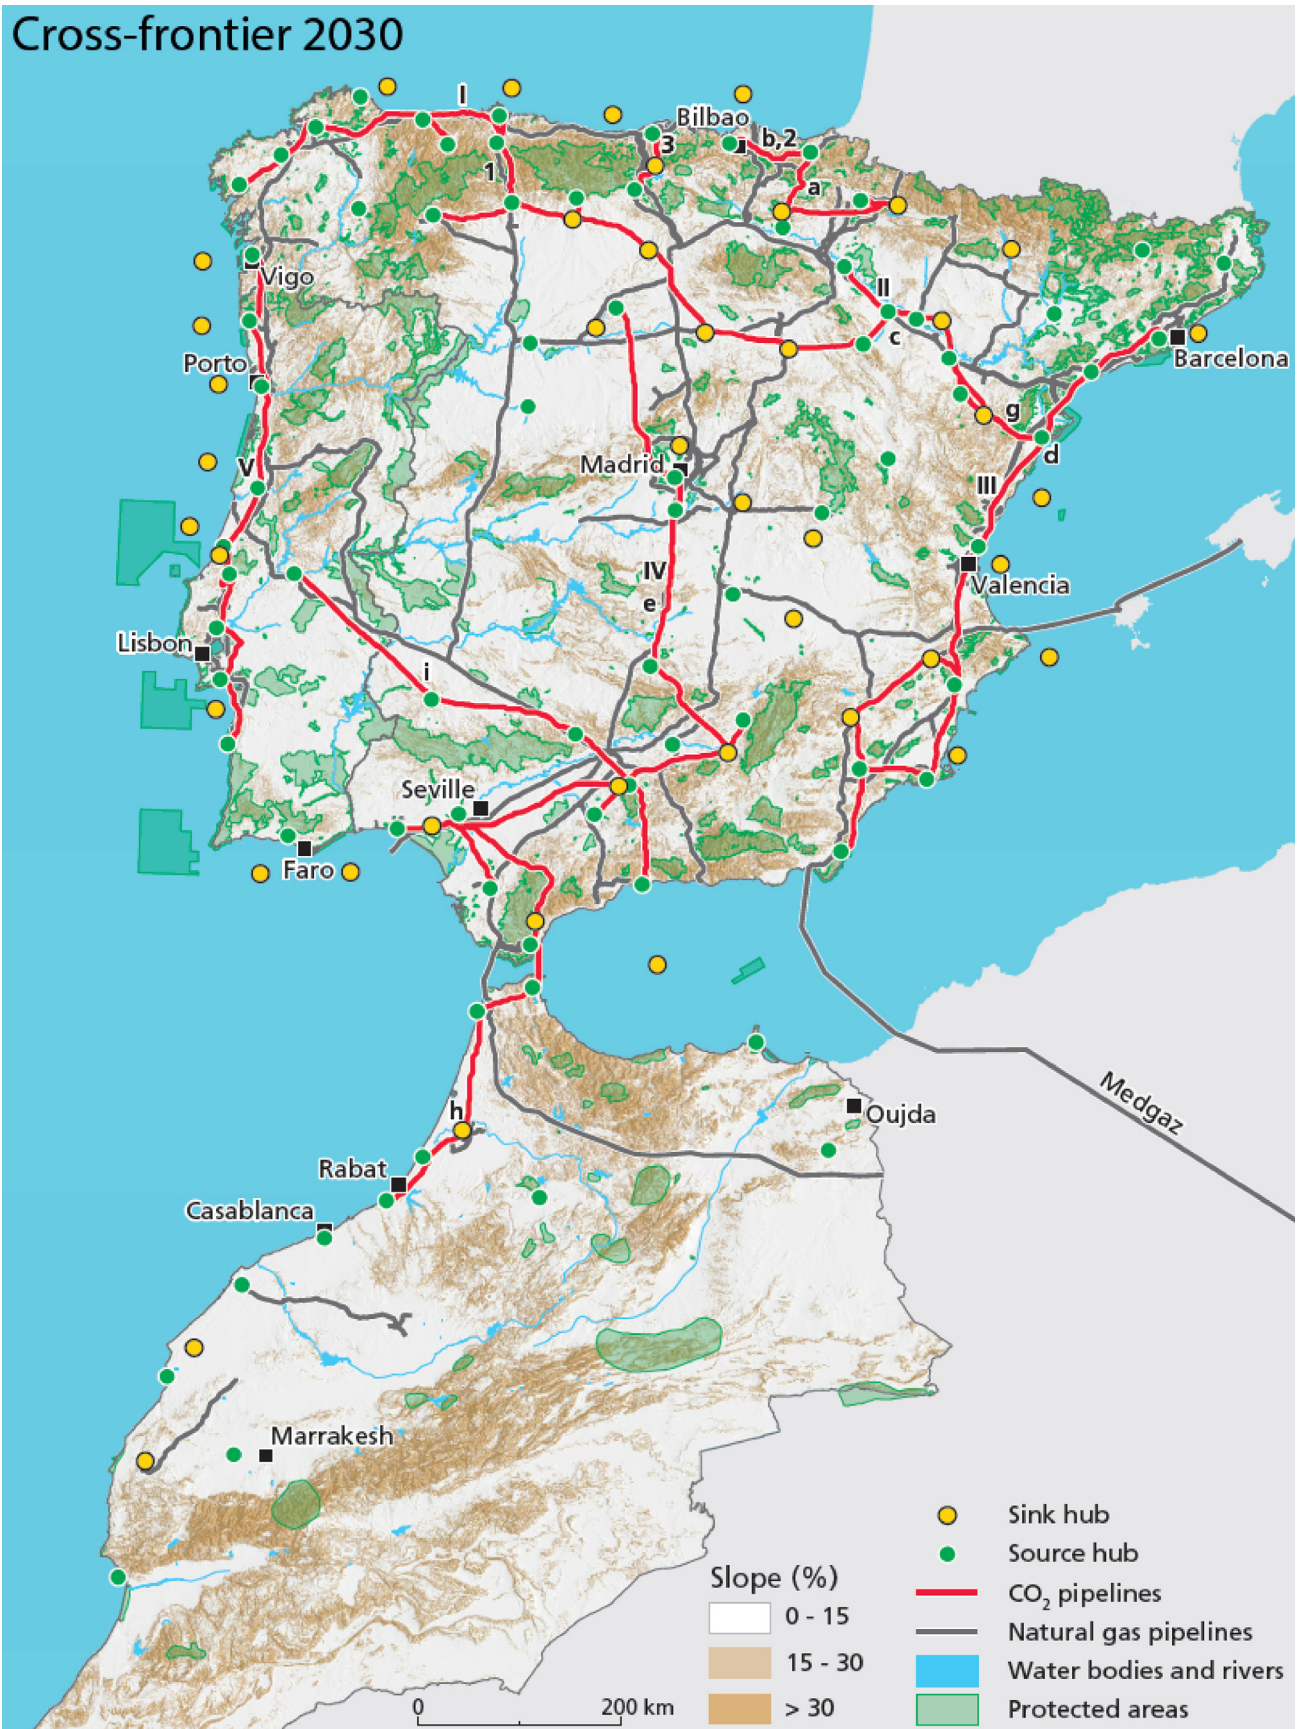 Cross-frontier 2030
I
Bilbao
3
b,2
1
a
Vigo
II
c
Porto
Barcelona
g
V
Madrid
d
III
IV
e
Valencia
Lisbon
i
Seville
Faro
Medgaz
h
Oujda
Rabat
Casablanca
Marrakesh
Sink hub
Source hub
CO₂ pipelines
Natural gas pipelines
Water bodies and rivers
Protected areas
Slope (%)
0 - 15
15 - 30
> 30
0 200 km